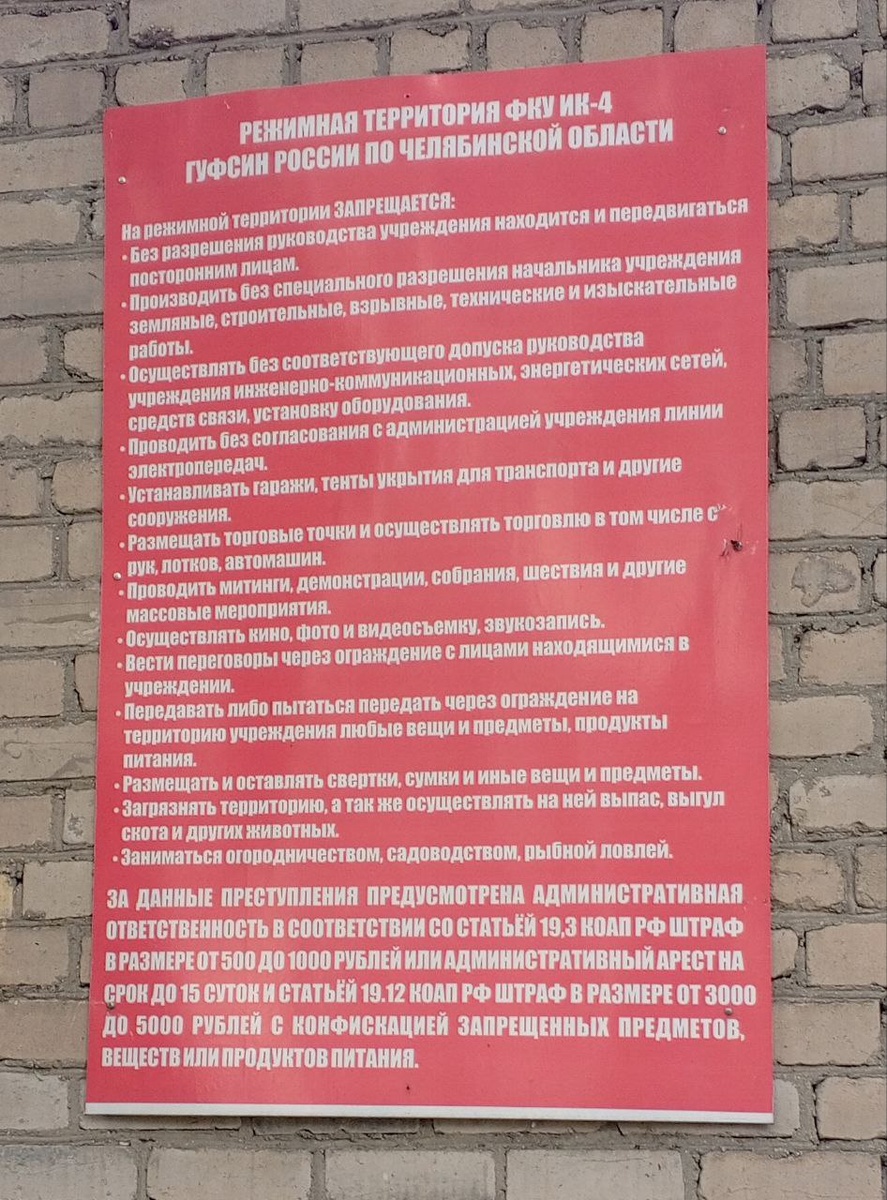 РЕЖИМНАЯ ТЕРРИТОРИЯ ФКУ ИК-4
ГУФСИН РОССИИ ПО ЧЕЛЯБИНСКОЙ ОБЛАСТИ
На режимной территории ЗАПРЕЩАЕТСЯ:
• Без разрешения руководства учреждения находится и передвигаться
посторонним лицам.
• Производить без специального разрешения начальника учреждения
земляные, строительные, взрывные, технические и изыскательные
работы.
• Осуществлять без соответствующего допуска руководства
учреждения инженерно-коммуникационных, энергетических сетей,
средств связи, установку оборудования.
• Проводить без согласования с администрацией учреждения линии
электропередач.
• Устанавливать гаражи, тенты укрытия для транспорта и другие
сооружения.
• Размещать торговые точки и осуществлять торговлю в том числе с
рук, лотков, автомашин.
• Проводить митинги, демонстрации, собрания, шествия и другие
массовые мероприятия.
• Осуществлять кино, фото и видеосъемку, звукозапись.
• Вести переговоры через ограждение с лицами находящимися в
учреждении.
• Передавать либо пытаться передать через ограждение на
территорию учреждения любые вещи и предметы, продукты
питания.
• Размещать и оставлять свертки, сумки и иные вещи и предметы.
• Загрязнять территорию, а так же осуществлять на ней выпас, выгул
скота и других животных.
• Заниматься огородничеством, садоводством, рыбной ловлей.
ЗА ДАННЫЕ ПРЕСТУПЛЕНИЯ ПРЕДУСМОТРЕНА АДМИНИСТРАТИВНАЯ
ОТВЕТСТВЕННОСТЬ В СООТВЕТСТВИИ СО СТАТЬЁЙ 19,3 КОАП РФ ШТРАФ
В РАЗМЕРЕ ОТ 500 ДО 1000 РУБЛЕЙ ИЛИ АДМИНИСТРАТИВНЫЙ АРЕСТ НА
СРОК ДО 15 СУТОК И СТАТЬЁЙ 19.12 КОАП РФ ШТРАФ В РАЗМЕРЕ ОТ 3000
ДО 5000 РУБЛЕЙ С КОНФИСКАЦИЕЙ ЗАПРЕЩЕННЫХ ПРЕДМЕТОВ,
ВЕЩЕСТВ ИЛИ ПРОДУКТОВ ПИТАНИЯ.